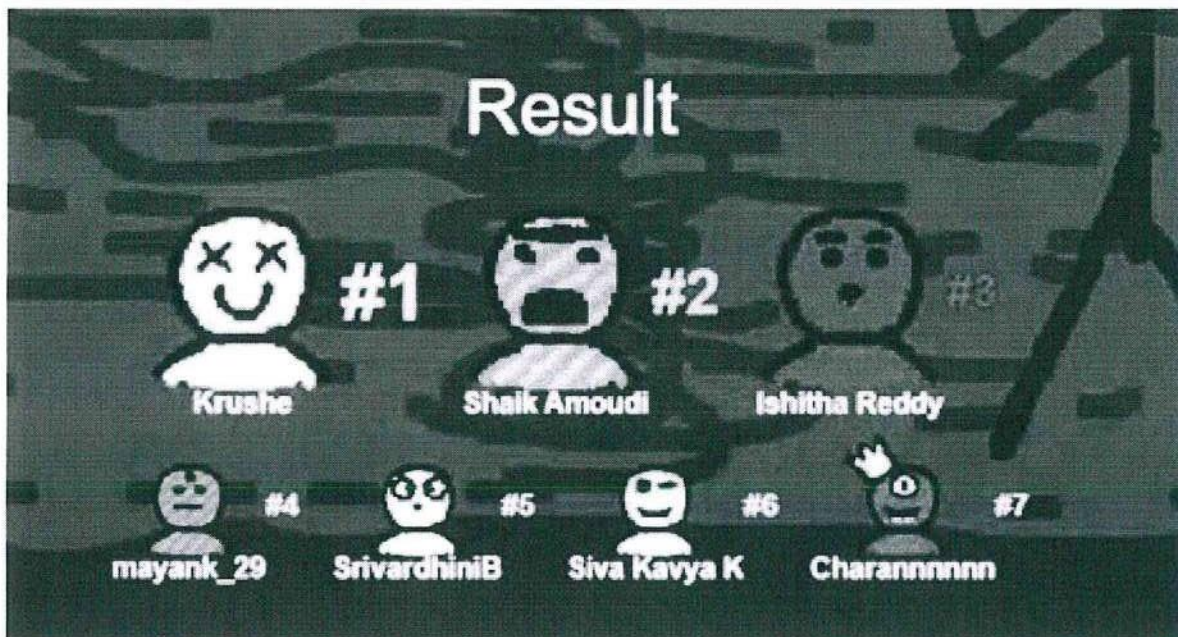 Result
#1 #2 #3
Krushe Shaik Amoudi Ishitha Reddy
#4 #5 #6 #7
mayank_29 SrivardhiniB Siva Kavya K Charannnnnn